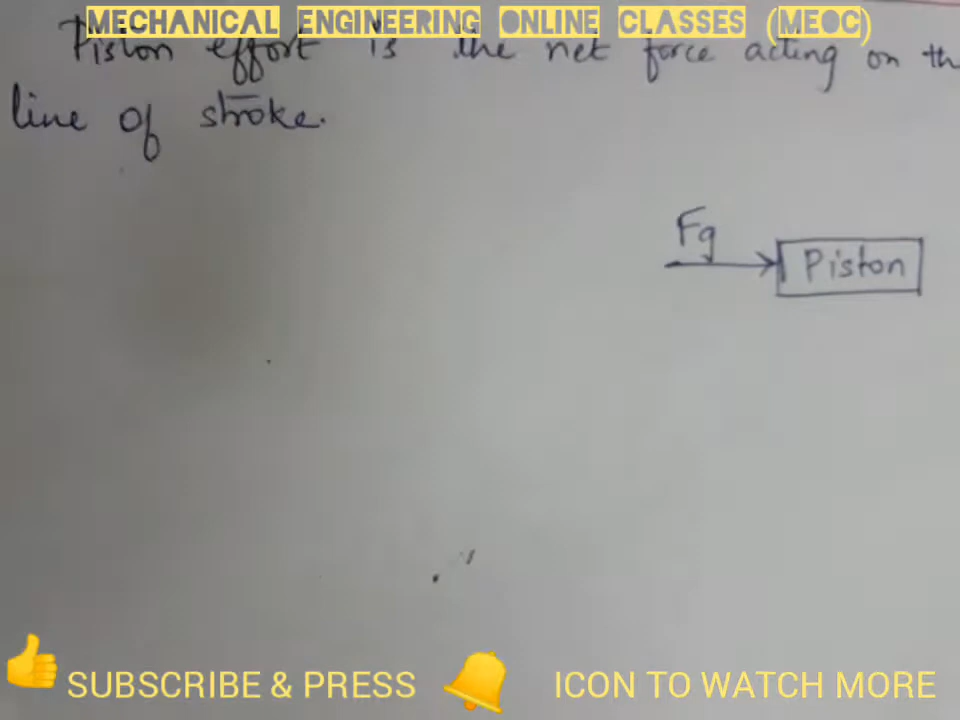 MECHANICAL ENGINEERING ONLINE CLASSES (MEOC)
Piston effort is the net force acting on th
line of stroke.
Fg
Piston
SUBSCRIBE & PRESS ICON TO WATCH MORE